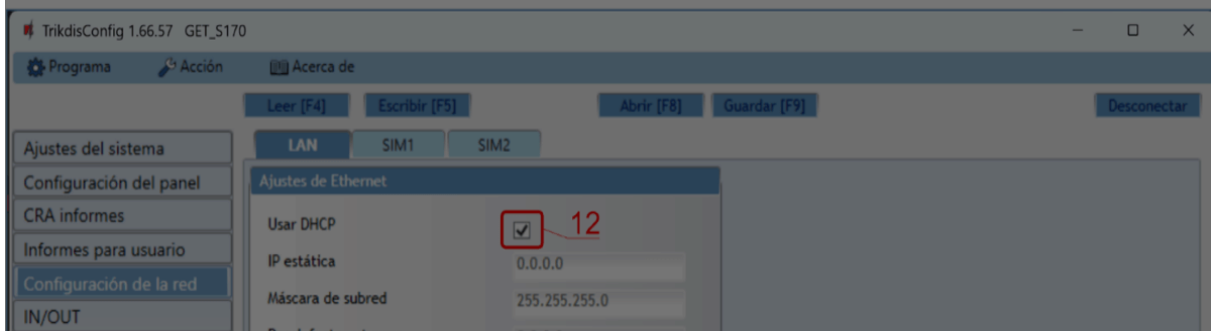 TrikdisConfig 1.66.57 GET_S170
Programa Acción Acerca de
Leer [F4] Escribir [F5] Abrir [F8] Guardar [F9] Desconectar
Ajustes del sistema
Configuración del panel
CRA informes
Informes para usuario
Configuración de la red
IN/OUT
LAN SIM1 SIM2
Ajustes de Ethernet
Usar DHCP 12
IP estática 0.0.0.0
Máscara de subred 255.255.255.0